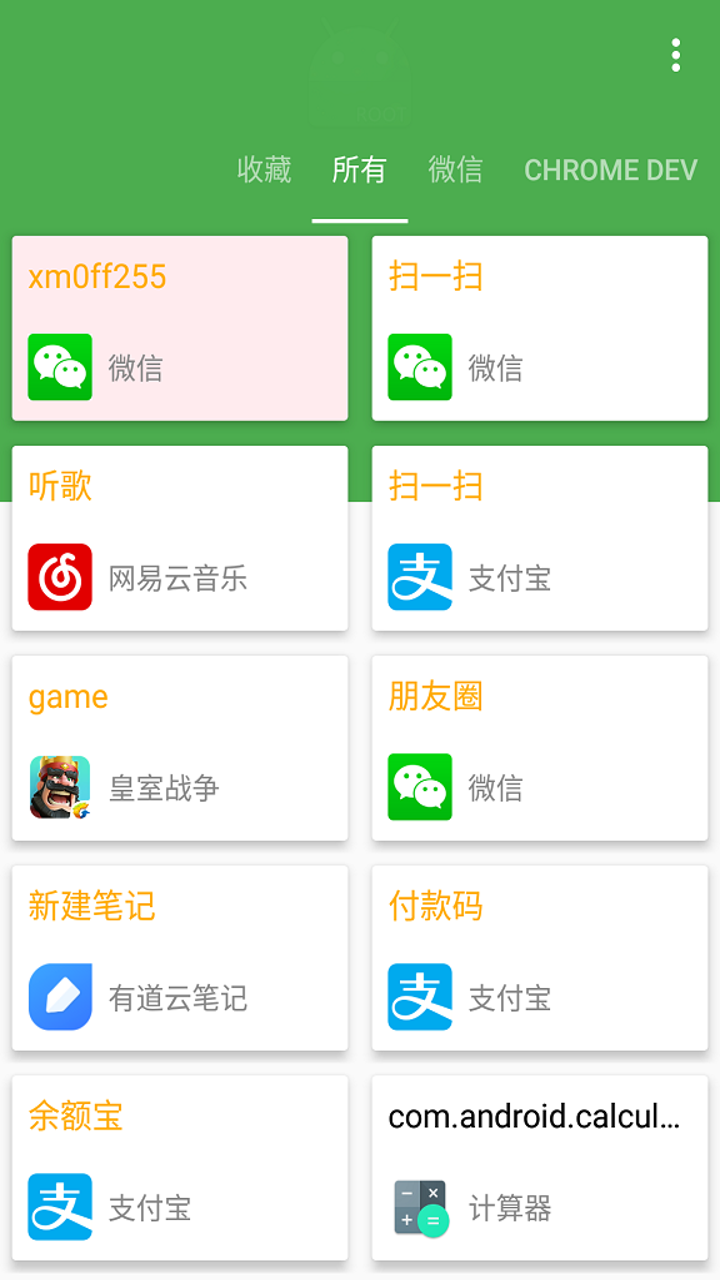 收藏 所有 微信 CHROME DEV
xm0ff255
微信
扫一扫
微信
听歌
网易云音乐
扫一扫
支付宝
game
皇室战争
朋友圈
微信
新建笔记
有道云笔记
付款码
支付宝
余额宝
支付宝
com.android.calcul...
计算器